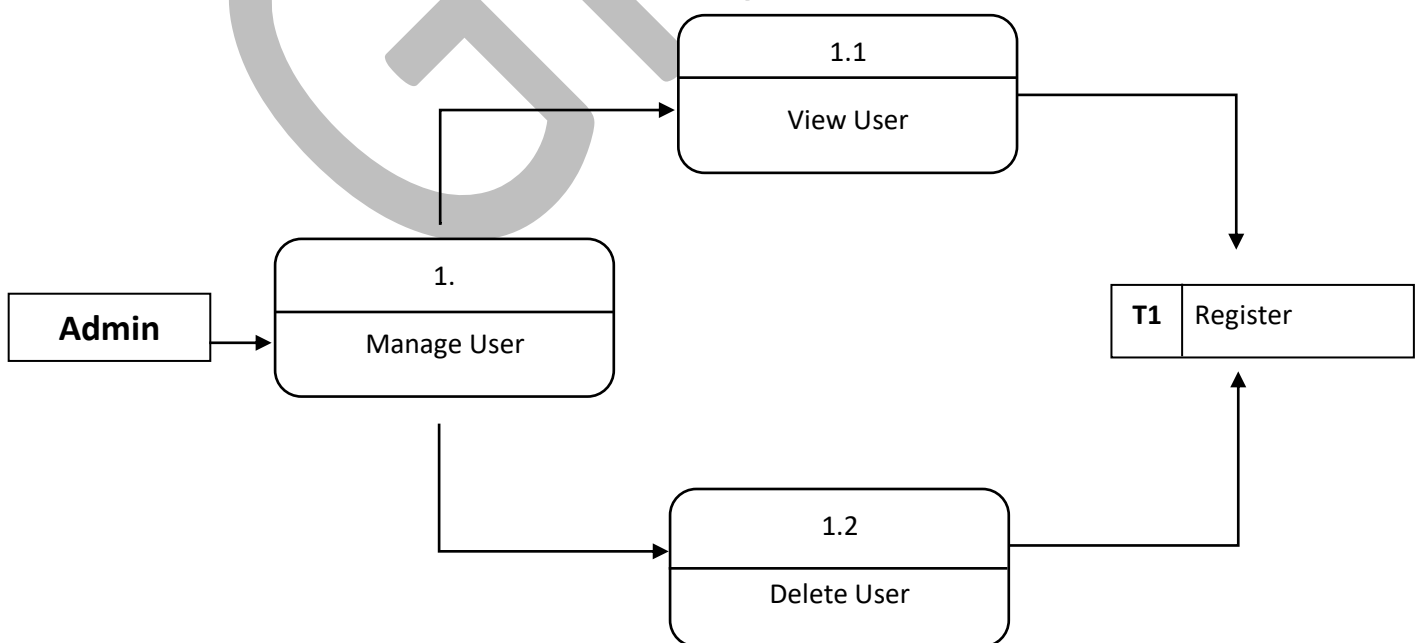 1.1
View User
1.
Manage User
Admin
T1 Register
1.2
Delete User